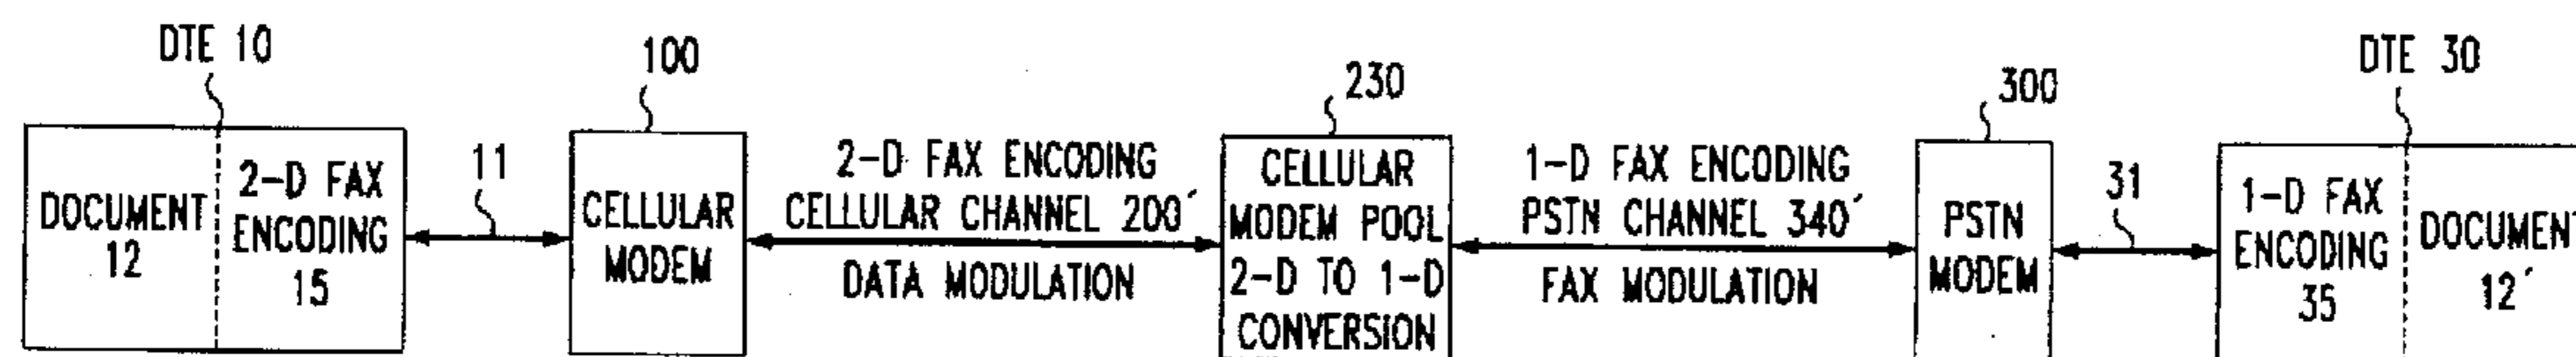 DTE 10
100
230
300
DTE 30
DOCUMENT
12
2-D FAX
ENCODING
15
11
CELLULAR
MODEM
2-D FAX ENCODING
CELLULAR CHANNEL 200´
DATA MODULATION
CELLULAR
MODEM POOL
2-D TO 1-D
CONVERSION
1-D FAX ENCODING
PSTN CHANNEL 340´
FAX MODULATION
PSTN
MODEM
31
1-D FAX
ENCODING
35
DOCUMENT
12´